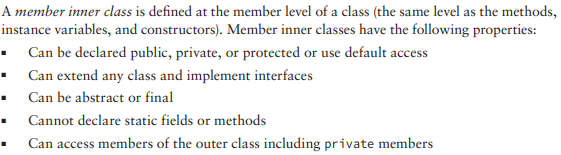 A member inner class is defined at the member level of a class (the same level as the methods,
instance variables, and constructors). Member inner classes have the following properties:
▪ Can be declared public, private, or protected or use default access
▪ Can extend any class and implement interfaces
▪ Can be abstract or final
▪ Cannot declare static fields or methods
▪ Can access members of the outer class including private members